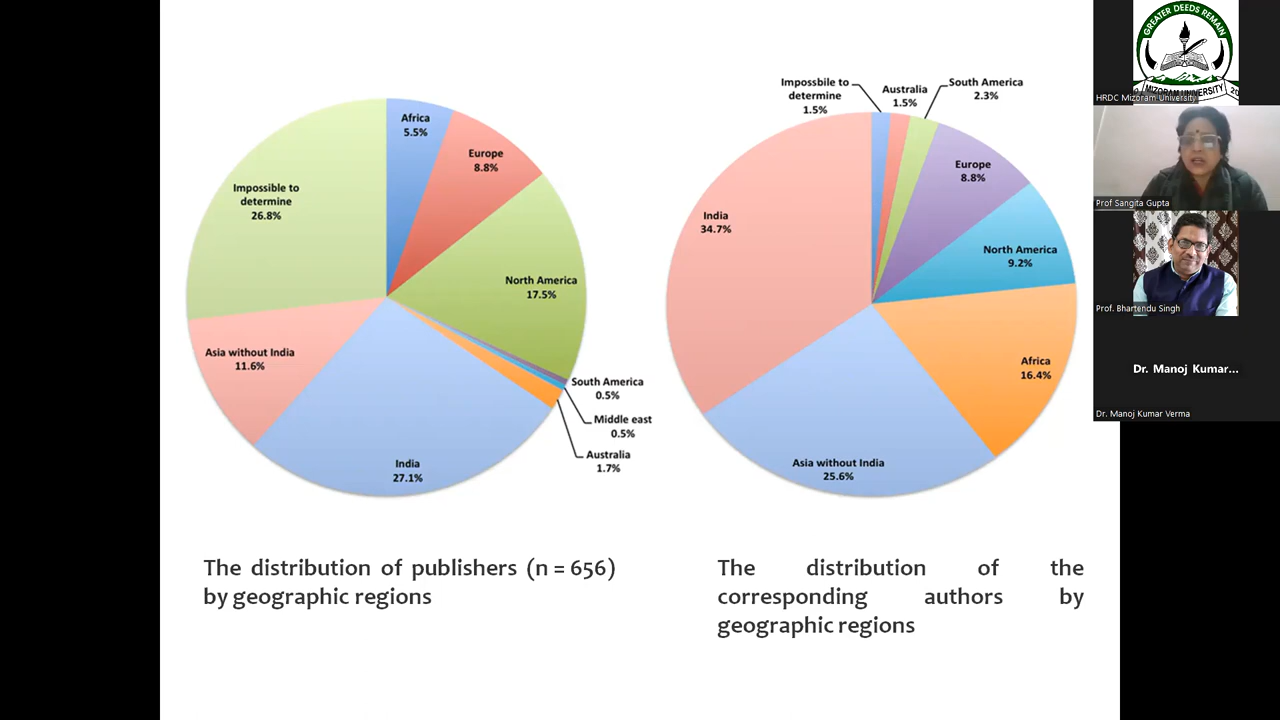 Africa
5.5%
Europe
8.8%
Impossible to
determine
26.8%
North America
17.5%
Asia without India
11.6%
South America
0.5%
Middle east
0.5%
Australia
1.7%
India
27.1%
Impossbile to
determine
1.5%
Australia
1.5%
South America
2.3%
Europe
8.8%
India
34.7%
North America
9.2%
Africa
16.4%
Asia without India
25.6%
The distribution of publishers (n = 656)
by geographic regions
The distribution of the
corresponding authors by
geographic regions
GREATER DEEDS REMAIN
MIZORAM UNIVERSITY
HRDC Mizoram University
Prof Sangita Gupta
Prof. Bhartendu Singh
Dr. Manoj Kumar...
Dr. Manoj Kumar Verma